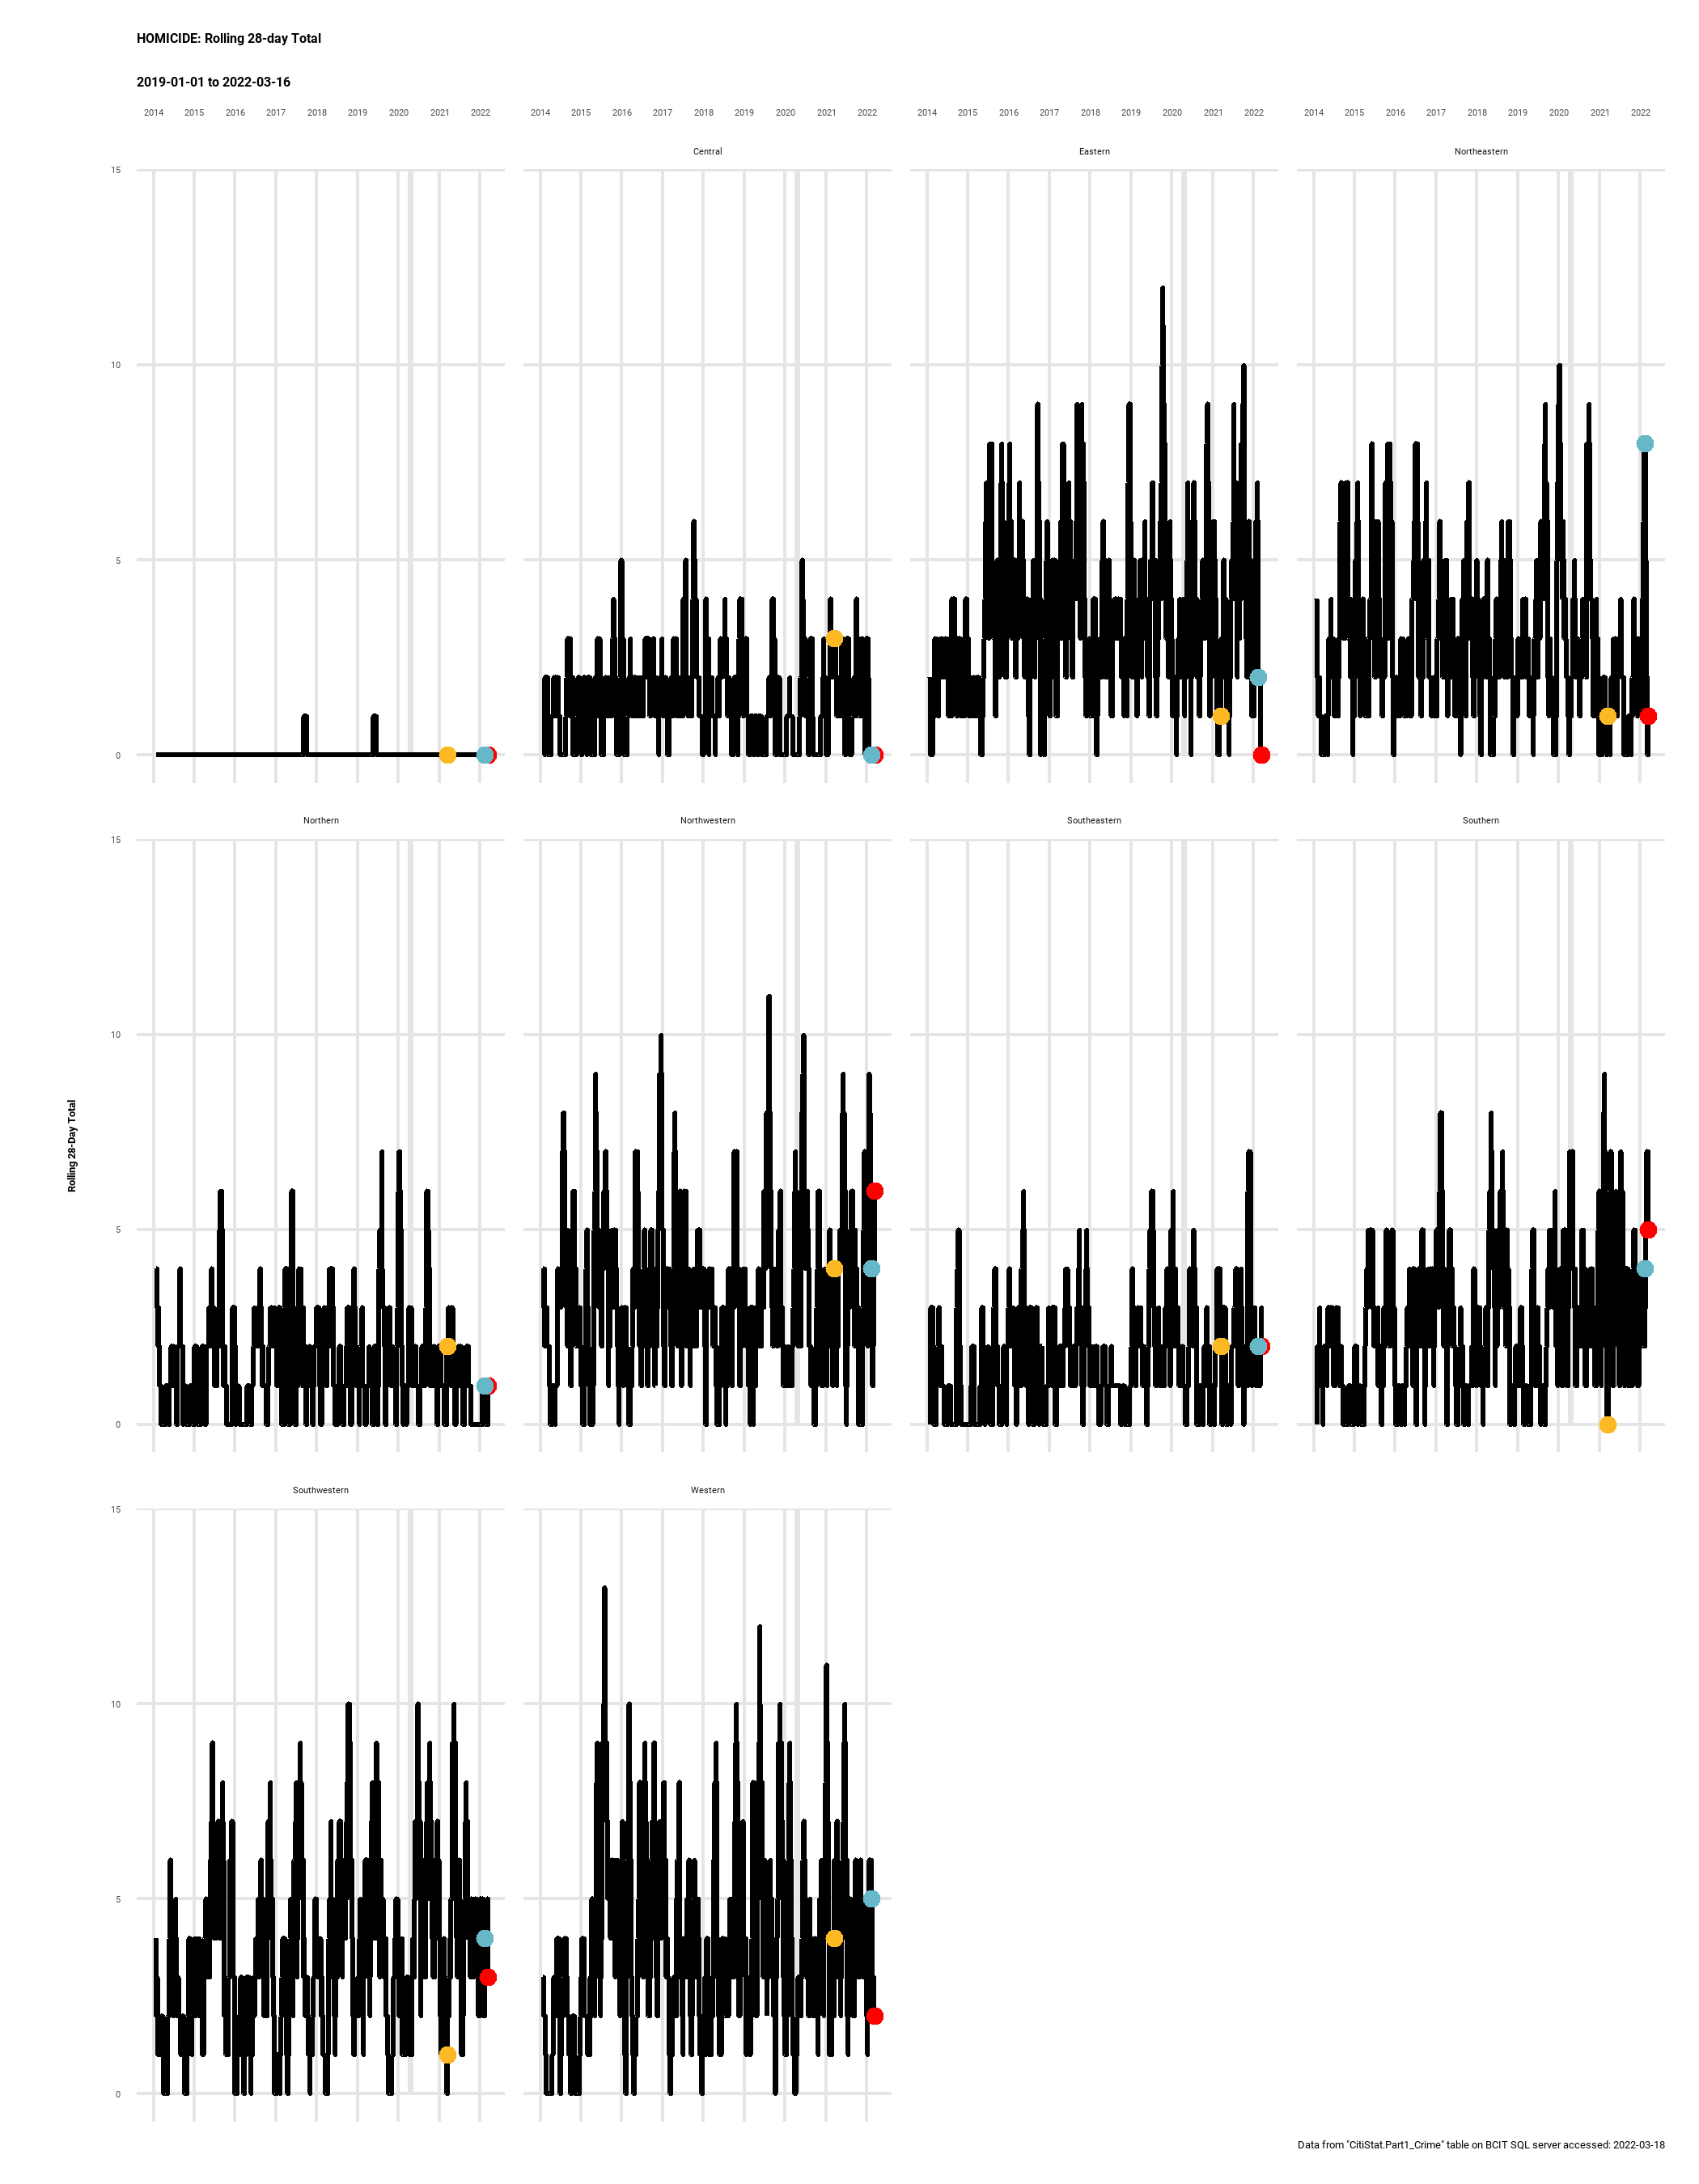 HOMICIDE: Rolling 28-day Total
2019-01-01 to 2022-03-16
2014 2015 2016 2017 2018 2019 2020 2021 2022 2014 2015 2016 2017 2018 2019 2020 2021 2022 2014 2015 2016 2017 2018 2019 2020 2021 2022 2014 2015 2016 2017 2018 2019 2020 2021 2022
Central Eastern Northeastern
15
10
5
0
Northern Northwestern Southeastern Southern
15
10
Rolling 28-Day Total
5
0
Southwestern Western
15
10
5
0
Data from "CitiStat.Part1_Crime" table on BCIT SQL server accessed: 2022-03-18